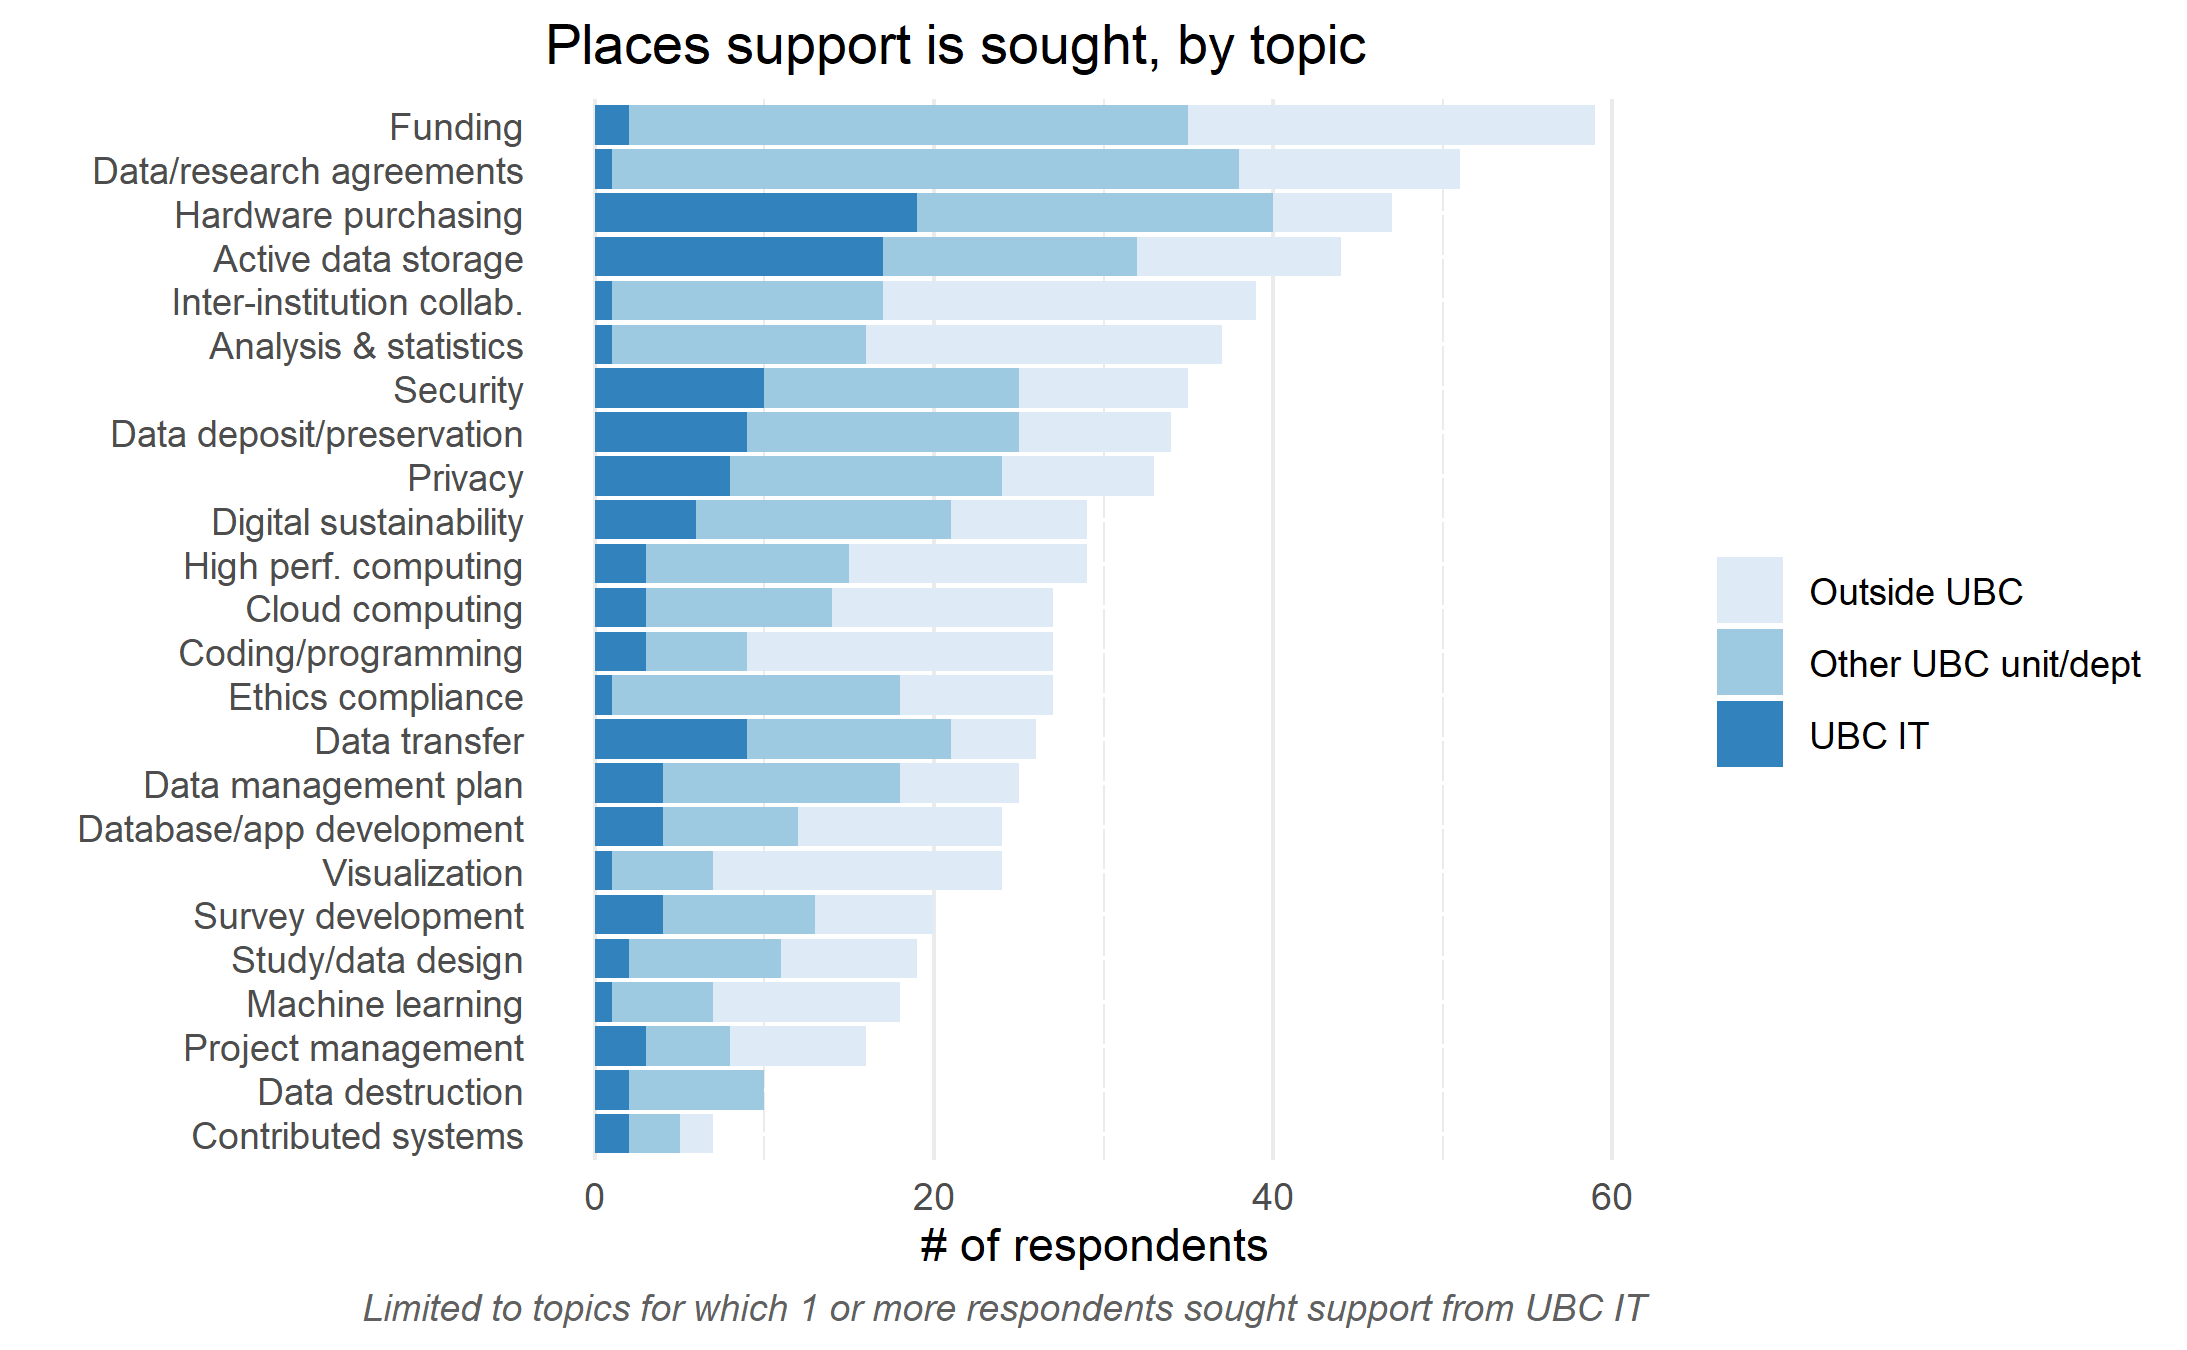 Places support is sought, by topic
Funding
Data/research agreements
Hardware purchasing
Active data storage
Inter-institution collab.
Analysis & statistics
Security
Data deposit/preservation
Privacy
Digital sustainability
High perf. computing
Cloud computing
Coding/programming
Ethics compliance
Data transfer
Data management plan
Database/app development
Visualization
Survey development
Study/data design
Machine learning
Project management
Data destruction
Contributed systems
0 20 40 60
# of respondents
Limited to topics for which 1 or more respondents sought support from UBC IT
Outside UBC
Other UBC unit/dept
UBC IT